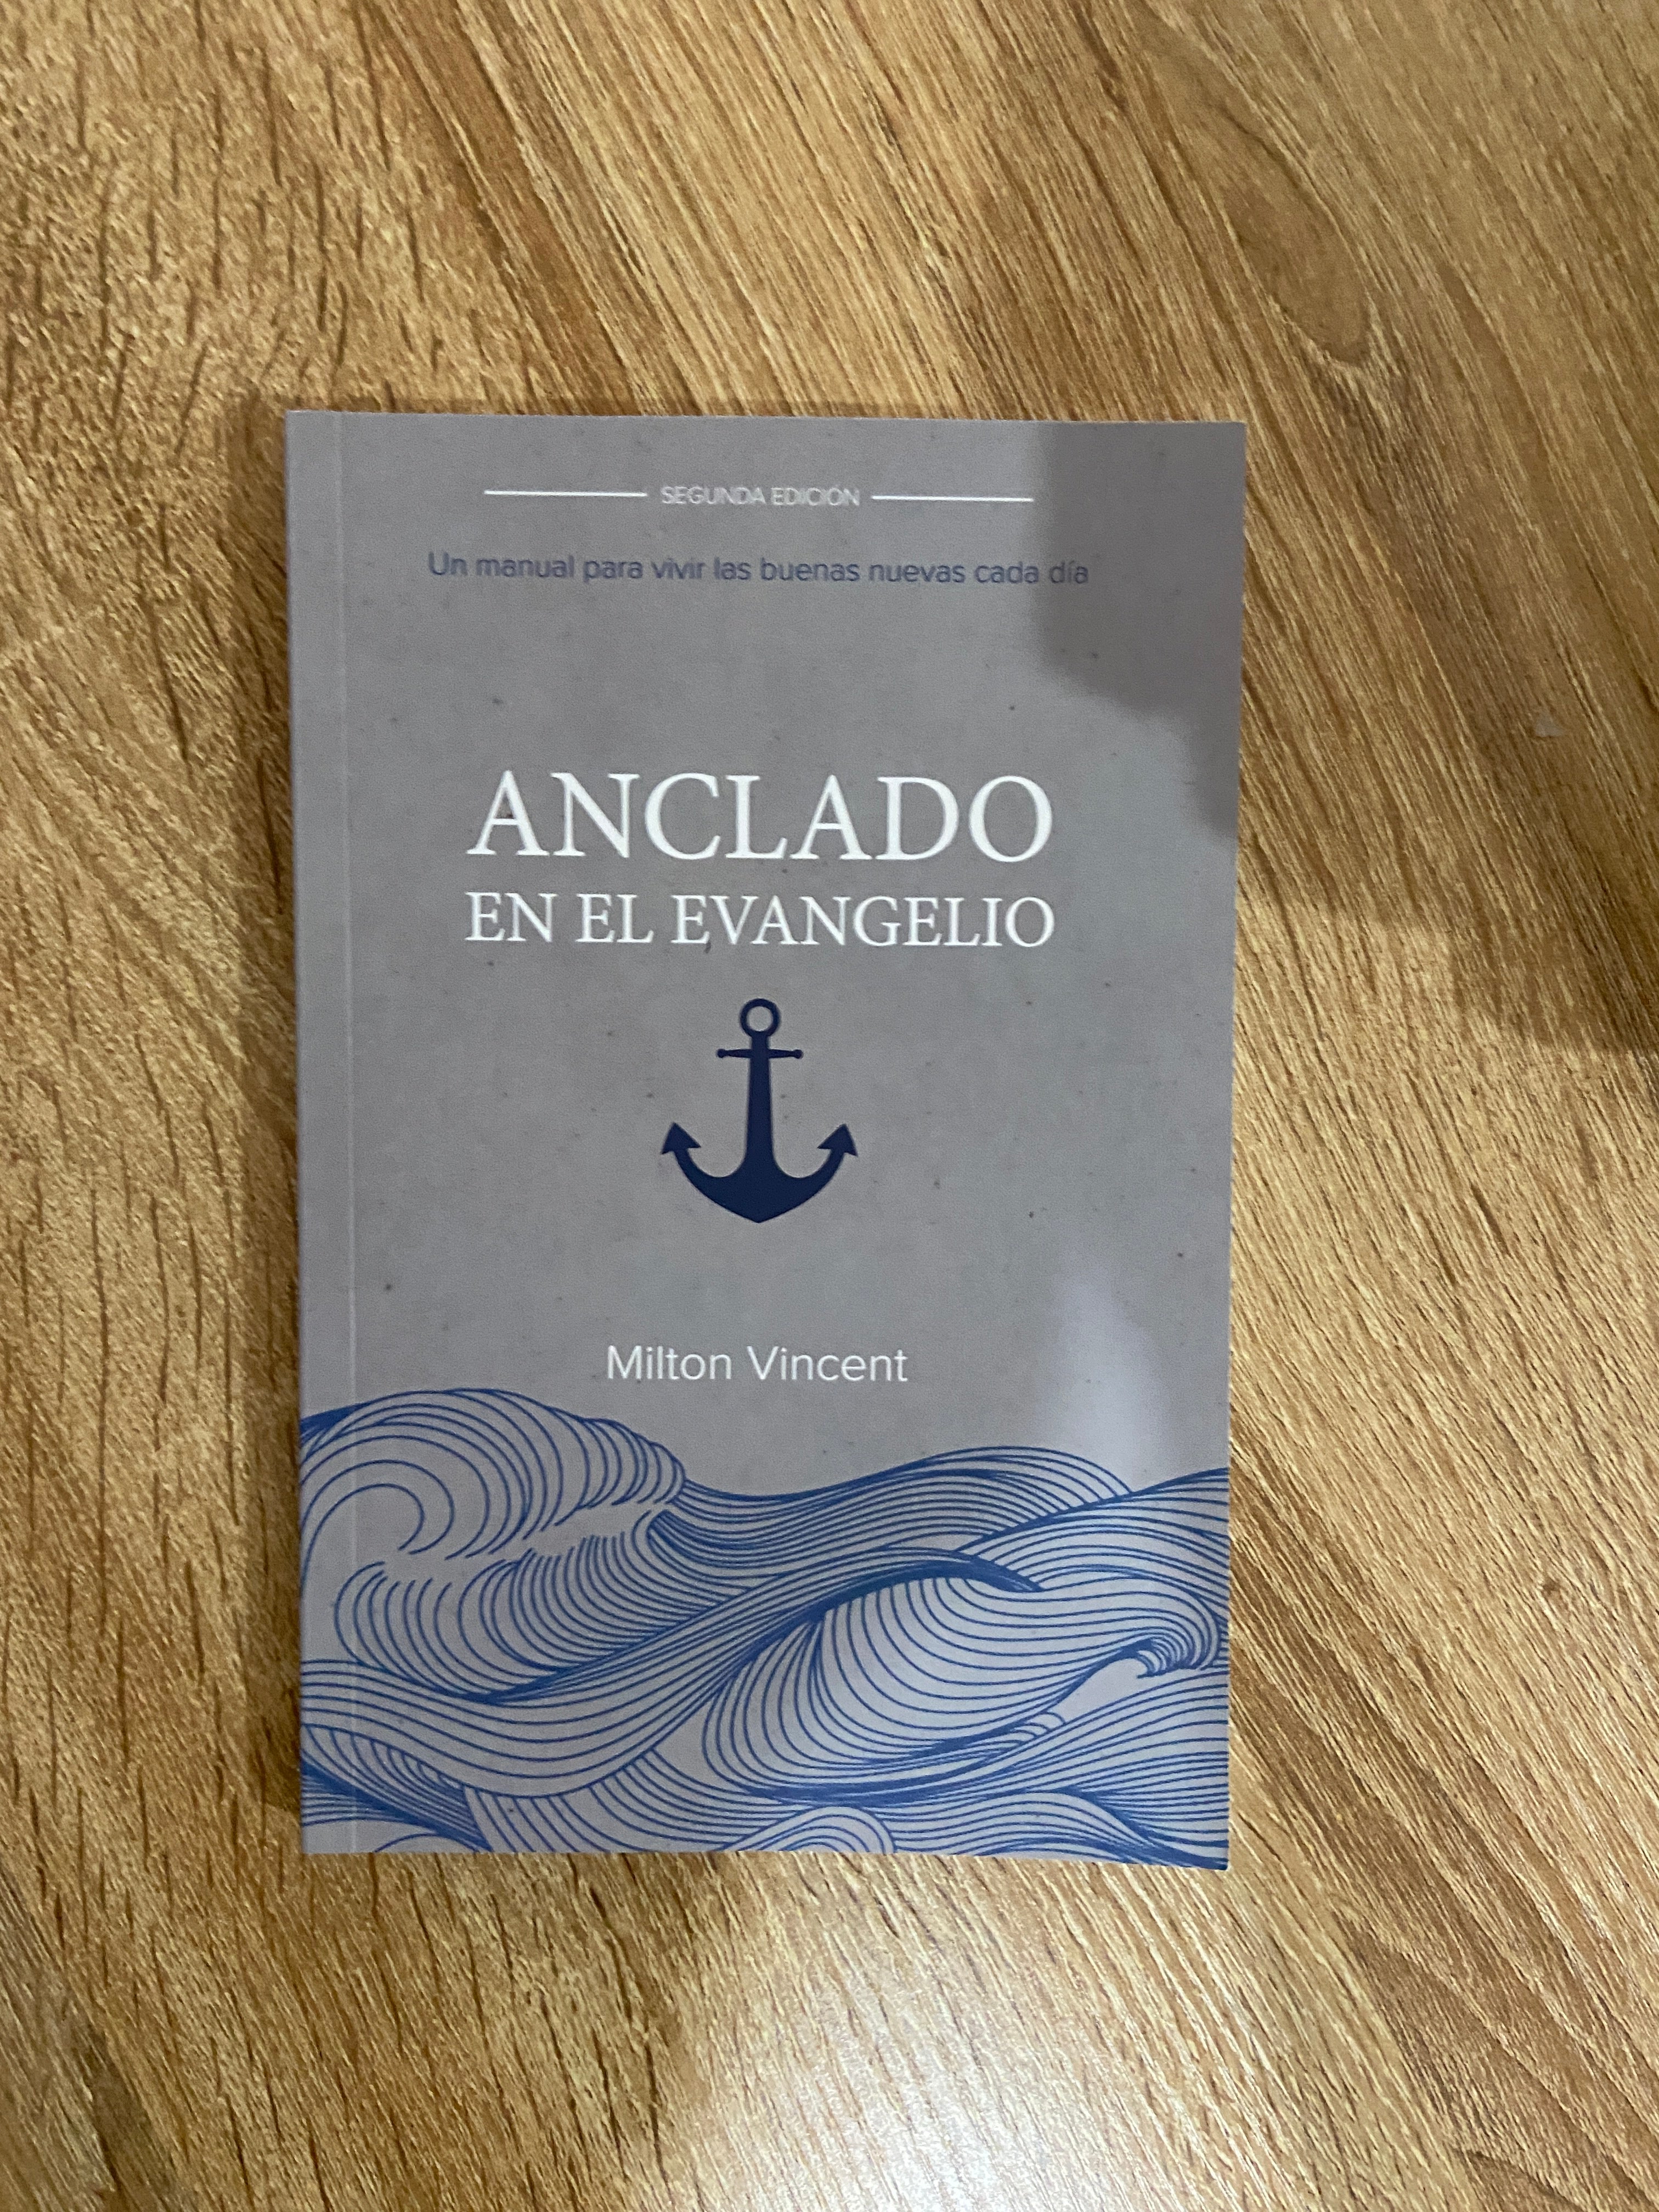 SEGUNDA EDICIÓN
Un manual para vivir las buenas nuevas cada día
ANCLADO
EN EL EVANGELIO
Milton Vincent